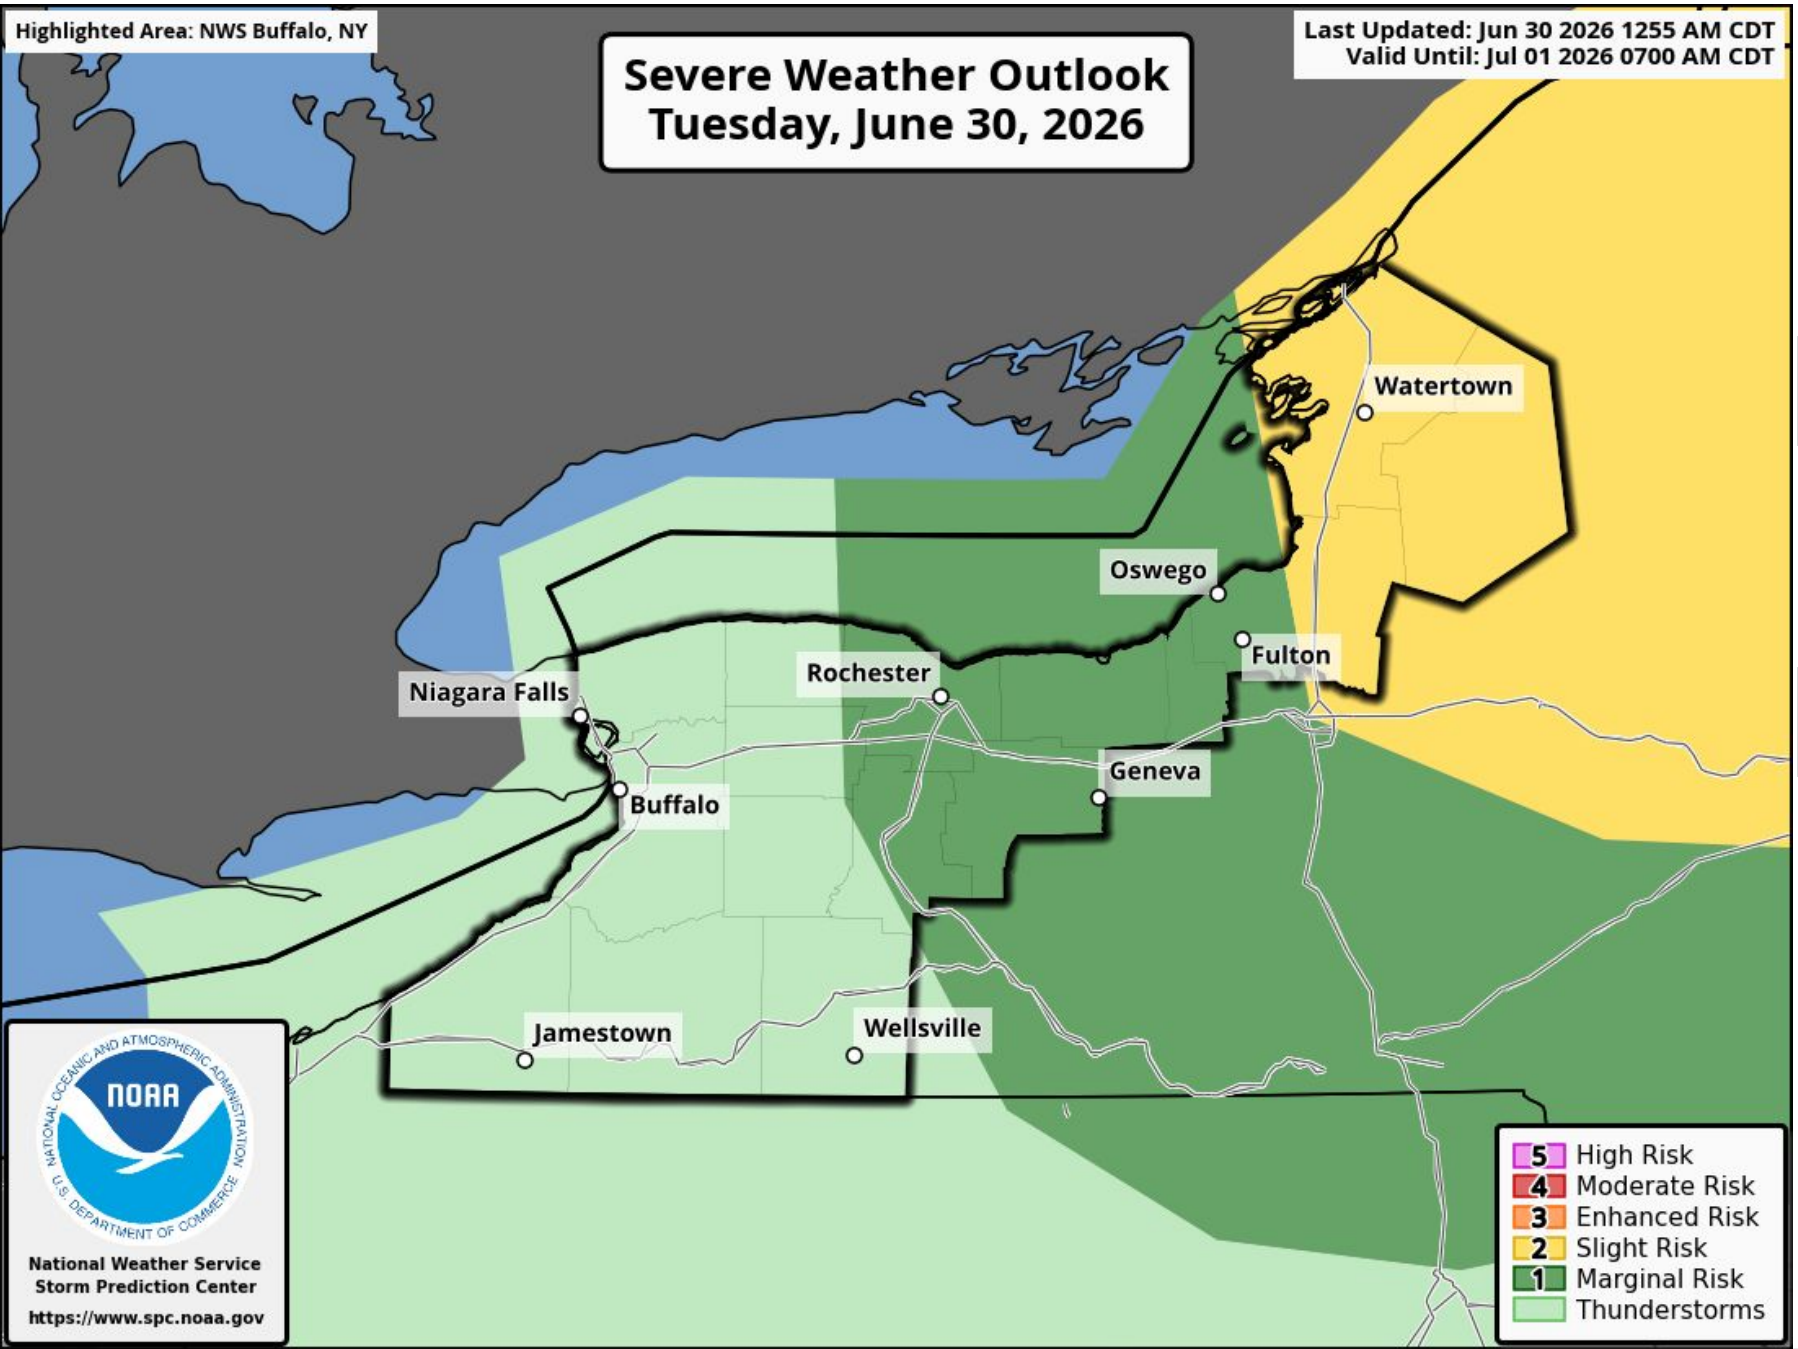 Highlighted Area: NWS Buffalo, NY
Severe Weather Outlook
Tuesday, June 30, 2026
Last Updated: Jun 30 2026 1255 AM CDT
Valid Until: Jul 01 2026 0700 AM CDT
Watertown
Oswego
Fulton
Rochester
Niagara Falls
Geneva
Buffalo
Jamestown
Wellsville
NATIONAL OCEANIC AND ATMOSPHERIC ADMINISTRATION
NOAA
U.S. DEPARTMENT OF COMMERCE
National Weather Service
Storm Prediction Center
https://www.spc.noaa.gov
5 High Risk
4 Moderate Risk
3 Enhanced Risk
2 Slight Risk
1 Marginal Risk
Thunderstorms